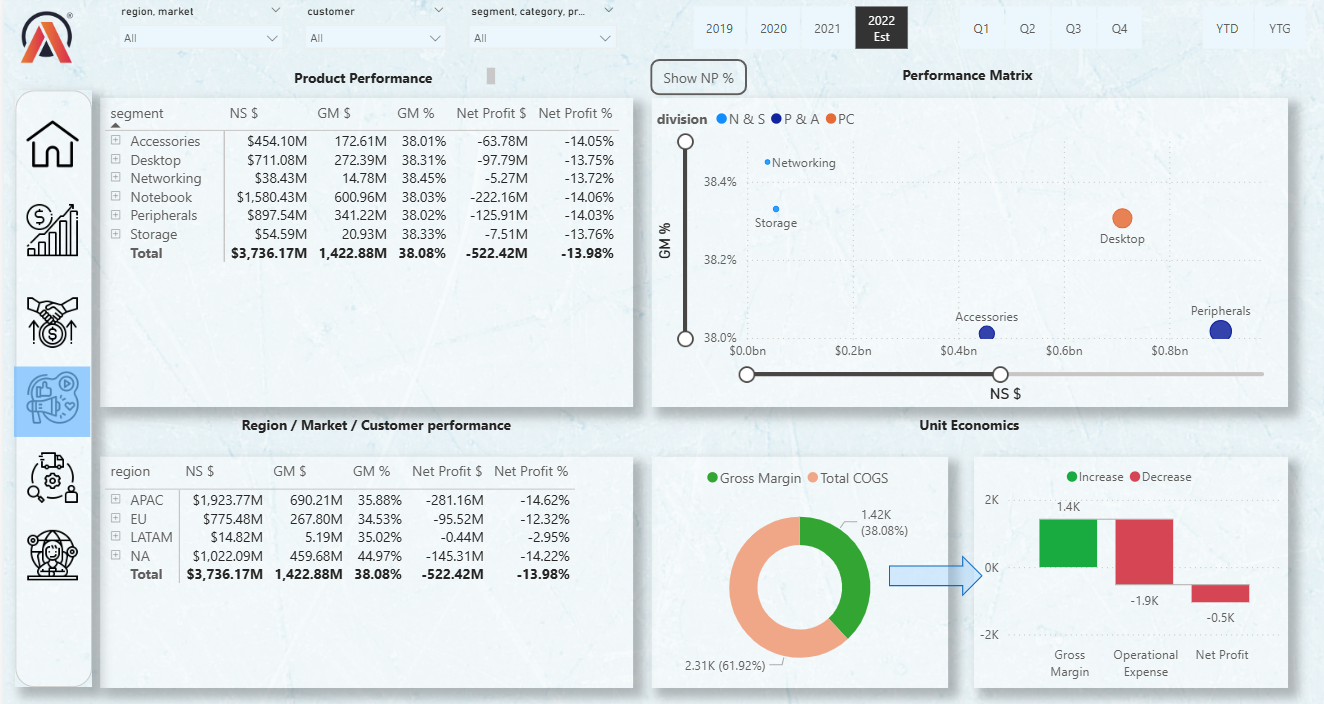 region, market customer segment, category, pr...
All All All
2019 2020 2021 2022 Est Q1 Q2 Q3 Q4 YTD YTG
Product Performance
segment NS $ GM $ GM % Net Profit $ Net Profit %
Accessories $454.10M 172.61M 38.01% -63.78M -14.05%
Desktop $711.08M 272.39M 38.31% -97.79M -13.75%
Networking $38.43M 14.78M 38.45% -5.27M -13.72%
Notebook $1,580.43M 600.96M 38.03% -222.16M -14.06%
Peripherals $897.54M 341.22M 38.02% -125.91M -14.03%
Storage $54.59M 20.93M 38.33% -7.51M -13.76%
Total $3,736.17M 1,422.88M 38.08% -522.42M -13.98%
Show NP %
Performance Matrix
division N & S P & A PC
GM %
38.4%
38.2%
38.0%
Networking
Storage
Desktop
Accessories
Peripherals
$0.0bn $0.2bn $0.4bn $0.6bn $0.8bn
NS $
Region / Market / Customer performance
region NS $ GM $ GM % Net Profit $ Net Profit %
APAC $1,923.77M 690.21M 35.88% -281.16M -14.62%
EU $775.48M 267.80M 34.53% -95.52M -12.32%
LATAM $14.82M 5.19M 35.02% -0.44M -2.95%
NA $1,022.09M 459.68M 44.97% -145.31M -14.22%
Total $3,736.17M 1,422.88M 38.08% -522.42M -13.98%
Unit Economics
Gross Margin Total COGS
1.42K
(38.08%)
2.31K (61.92%)
Increase Decrease
2K
0K
-2K
1.4K
-1.9K
-0.5K
Gross Margin
Operational Expense
Net Profit